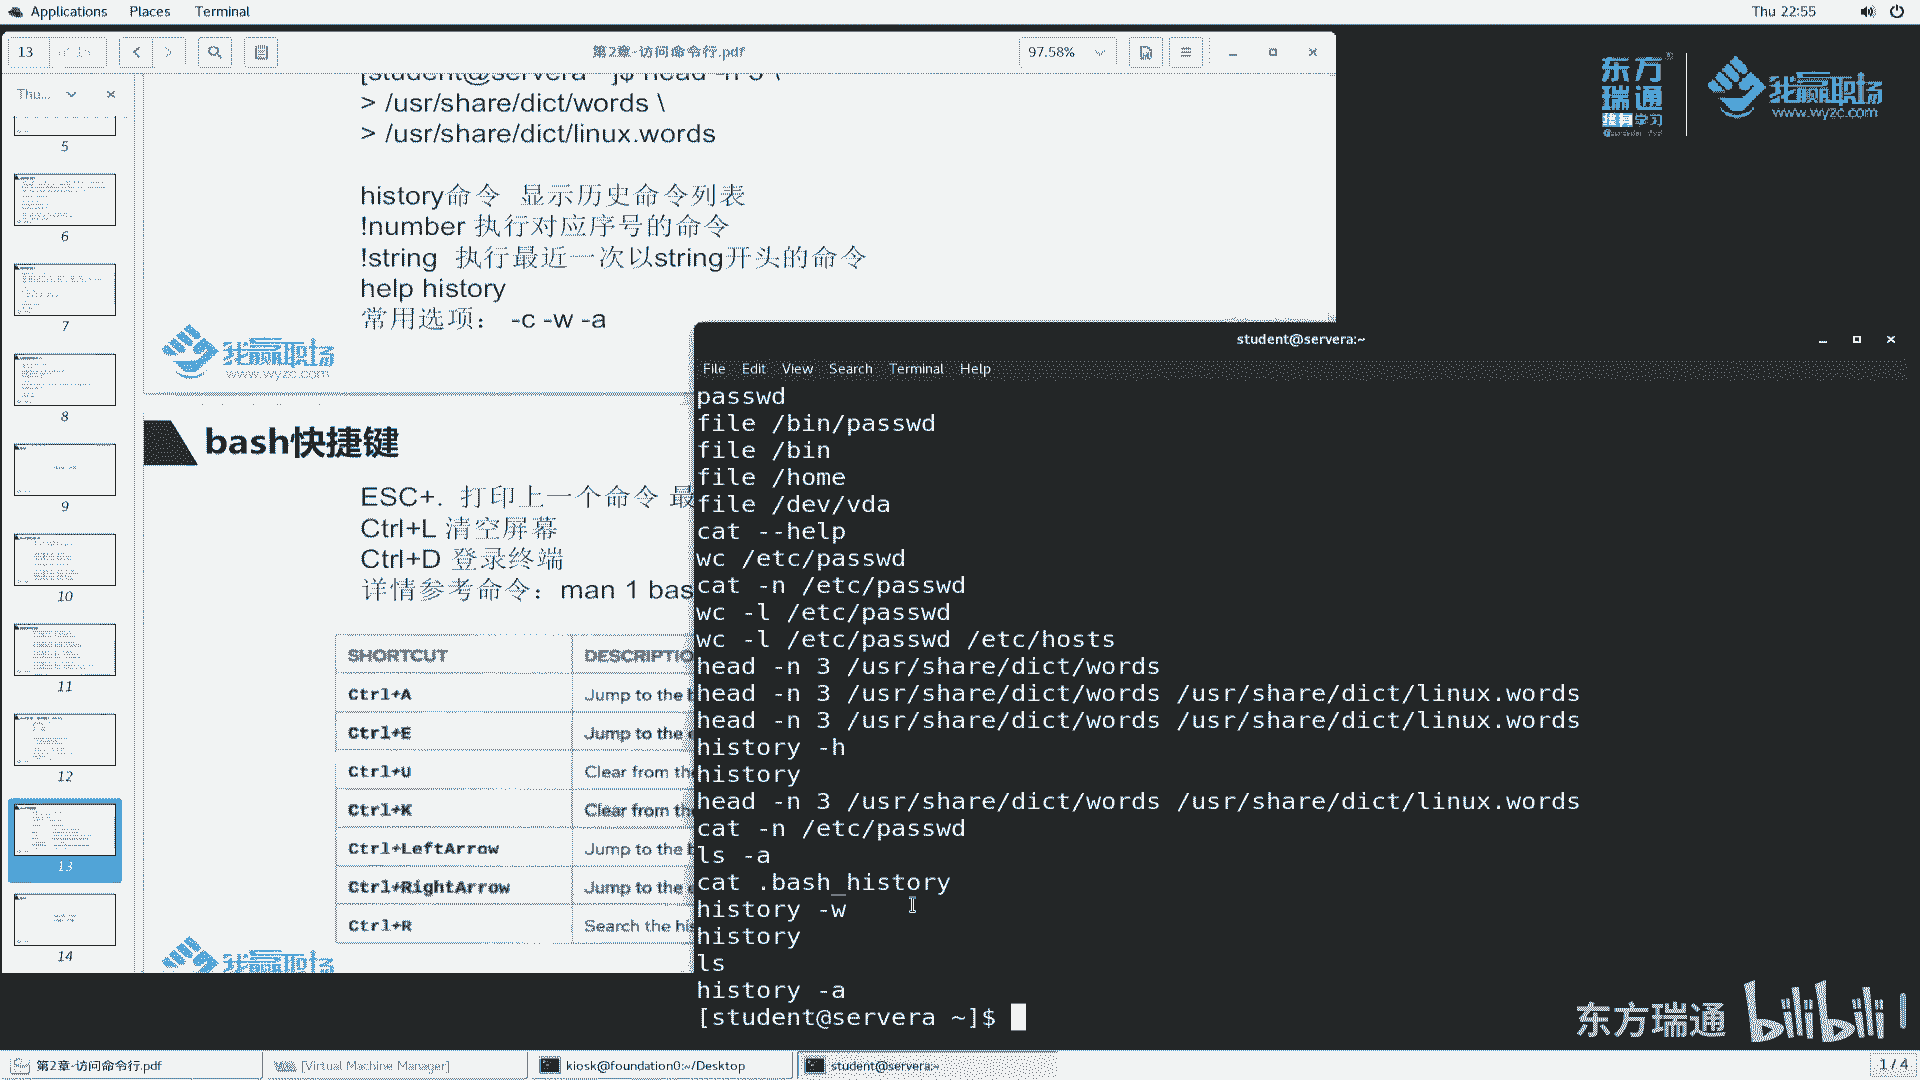 Applications Places Terminal
Thu 22:55
13
第2章-访问命令行.pdf
97.58%
Thu...
5
6
7
8
9
10
11
12
13
14
> /usr/share/dict/words \
> /usr/share/dict/linux.words
history命令 显示历史命令列表
!number 执行对应序号的命令
!string 执行最近一次以string开头的命令
help history
常用选项： -c -w -a
我赢职场
www.wyzc.com
bash快捷键
ESC+. 打印上一个命令 最
Ctrl+L 清空屏幕
Ctrl+D 登录终端
详情参考命令：man 1 bas
SHORTCUT DESCRIPTIO
Ctrl+A Jump to the b
Ctrl+E Jump to the
Ctrl+U Clear from th
Ctrl+K Clear from th
Ctrl+LeftArrow Jump to the b
Ctrl+RightArrow Jump to the
Ctrl+R Search the hi
我赢职场
东方
瑞通
学习
我赢职场
www.wyzc.com
student@servera:~
File Edit View Search Terminal Help
passwd
file /bin/passwd
file /bin
file /home
file /dev/vda
cat --help
wc /etc/passwd
cat -n /etc/passwd
wc -l /etc/passwd
wc -l /etc/passwd /etc/hosts
head -n 3 /usr/share/dict/words
head -n 3 /usr/share/dict/words /usr/share/dict/linux.words
head -n 3 /usr/share/dict/words /usr/share/dict/linux.words
history -h
history
head -n 3 /usr/share/dict/words /usr/share/dict/linux.words
cat -n /etc/passwd
ls -a
cat .bash_history
history -w
history
ls
history -a
[student@servera ~]$
东方瑞通 bilibili
第2章-访问命令行.pdf
[Virtual Machine Manager]
kiosk@foundation0:~/Desktop
student@servera:~
1 / 4